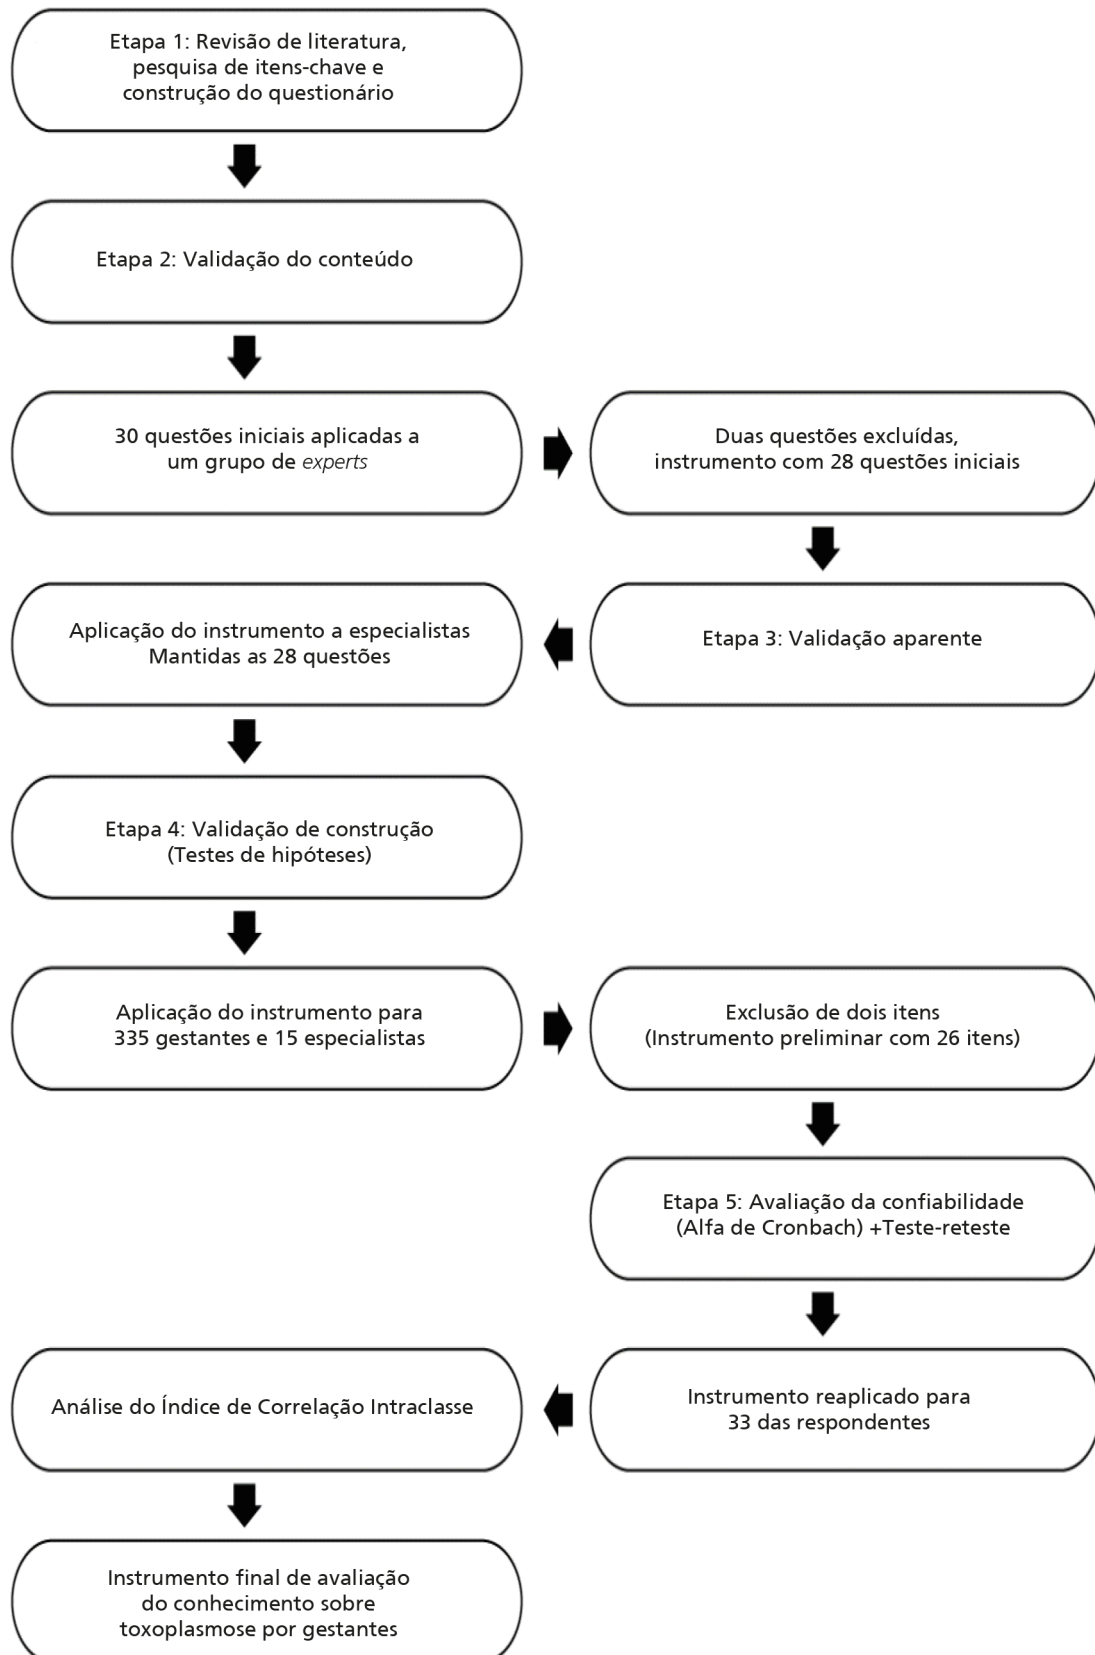 Etapa 1: Revisão de literatura,
pesquisa de itens-chave e
construção do questionário
Etapa 2: Validação do conteúdo
30 questões iniciais aplicadas a
um grupo de experts
Duas questões excluídas,
instrumento com 28 questões iniciais
Etapa 3: Validação aparente
Aplicação do instrumento a especialistas
Mantidas as 28 questões
Etapa 4: Validação de construção
(Testes de hipóteses)
Aplicação do instrumento para
335 gestantes e 15 especialistas
Exclusão de dois itens
(Instrumento preliminar com 26 itens)
Etapa 5: Avaliação da confiabilidade
(Alfa de Cronbach) +Teste-reteste
Instrumento reaplicado para
33 das respondentes
Análise do Índice de Correlação Intraclasse
Instrumento final de avaliação
do conhecimento sobre
toxoplasmose por gestantes